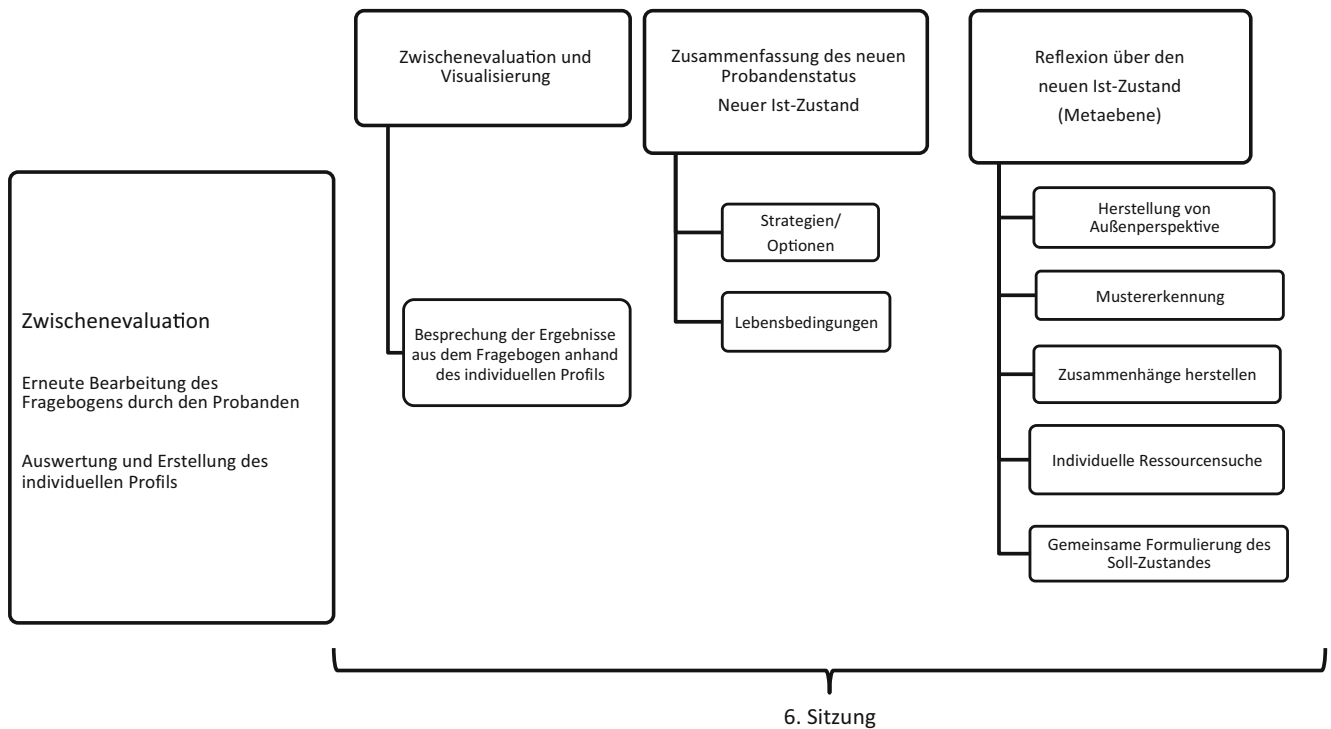 Zwischenevaluation
Erneute Bearbeitung des
Fragebogens durch den Probanden
Auswertung und Erstellung des
individuellen Profils
Zwischenevaluation und
Visualisierung
Besprechung der Ergebnisse
aus dem Fragebogen anhand
des individuellen Profils
Zusammenfassung des neuen
Probandenstatus
Neuer Ist-Zustand
Strategien/
Optionen
Lebensbedingungen
Reflexion über den
neuen Ist-Zustand
(Metaebene)
Herstellung von
Außenperspektive
Mustererkennung
Zusammenhänge herstellen
Individuelle Ressourcensuche
Gemeinsame Formulierung des
Soll-Zustandes
6. Sitzung